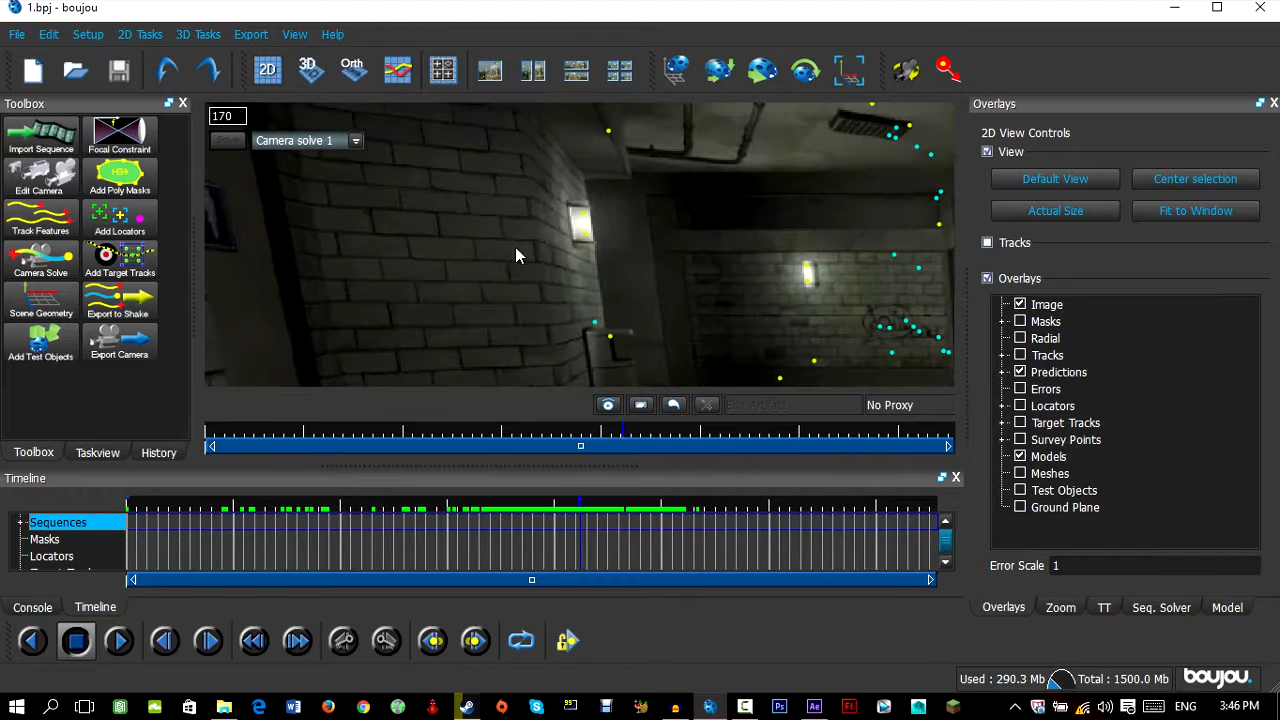 1.bpj - boujou
File Edit Setup 2D Tasks 3D Tasks Export View Help
2D 3D Orth
Toolbox
Import Sequence
Focal Constraint
Edit Camera
Add Poly Masks
Track Features
Add Locators
Camera Solve
Add Target Tracks
Scene Geometry
Export to Shake
Add Test Objects
Export Camera
Toolbox Taskview History
170
Solve Camera solve 1
Edit Artifact No Proxy
Overlays
2D View Controls
View
Default View Center selection
Actual Size Fit to Window
Tracks
Overlays
Image
Masks
Radial
Tracks
Predictions
Errors
Locators
Target Tracks
Survey Points
Models
Meshes
Test Objects
Ground Plane
Error Scale 1
Overlays Zoom TT Seq. Solver Model
Timeline
Sequences
Masks
Locators
Console Timeline
Used : 290.3 Mb Total : 1500.0 Mb boujou.
ENG 3:46 PM